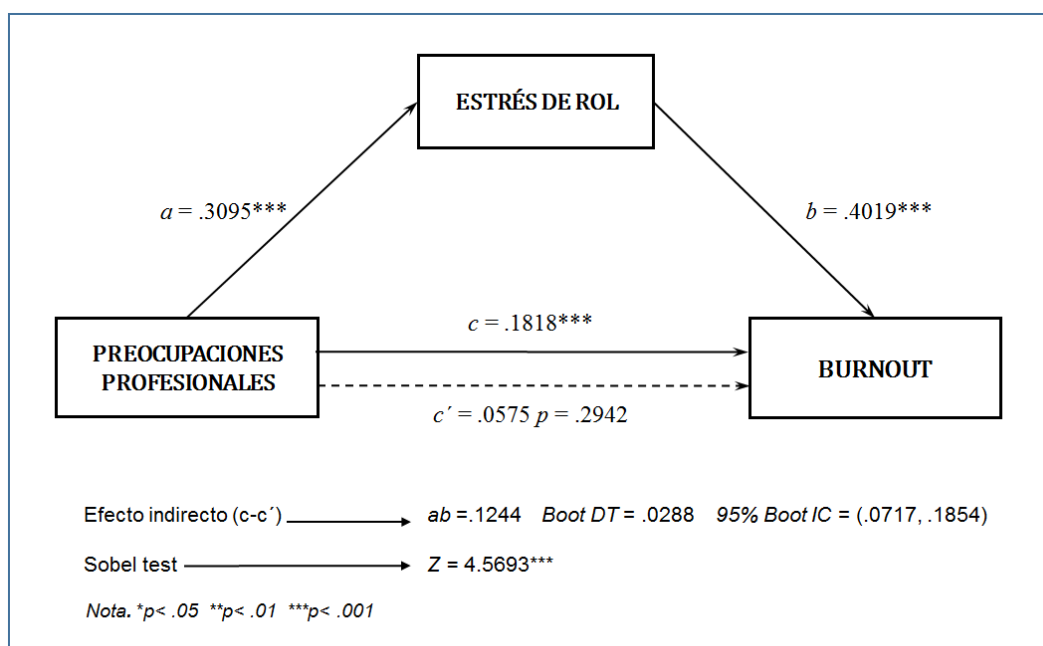 ESTRÉS DE ROL
a = .3095***
b = .4019***
c = .1818***
PREOCUPACIONES
PROFESIONALES
BURNOUT
c´ = .0575 p = .2942
Efecto indirecto (c-c´) ab =.1244 Boot DT = .0288 95% Boot IC = (.0717, .1854)
Sobel test Z = 4.5693***
Nota. *p< .05 **p< .01 ***p< .001